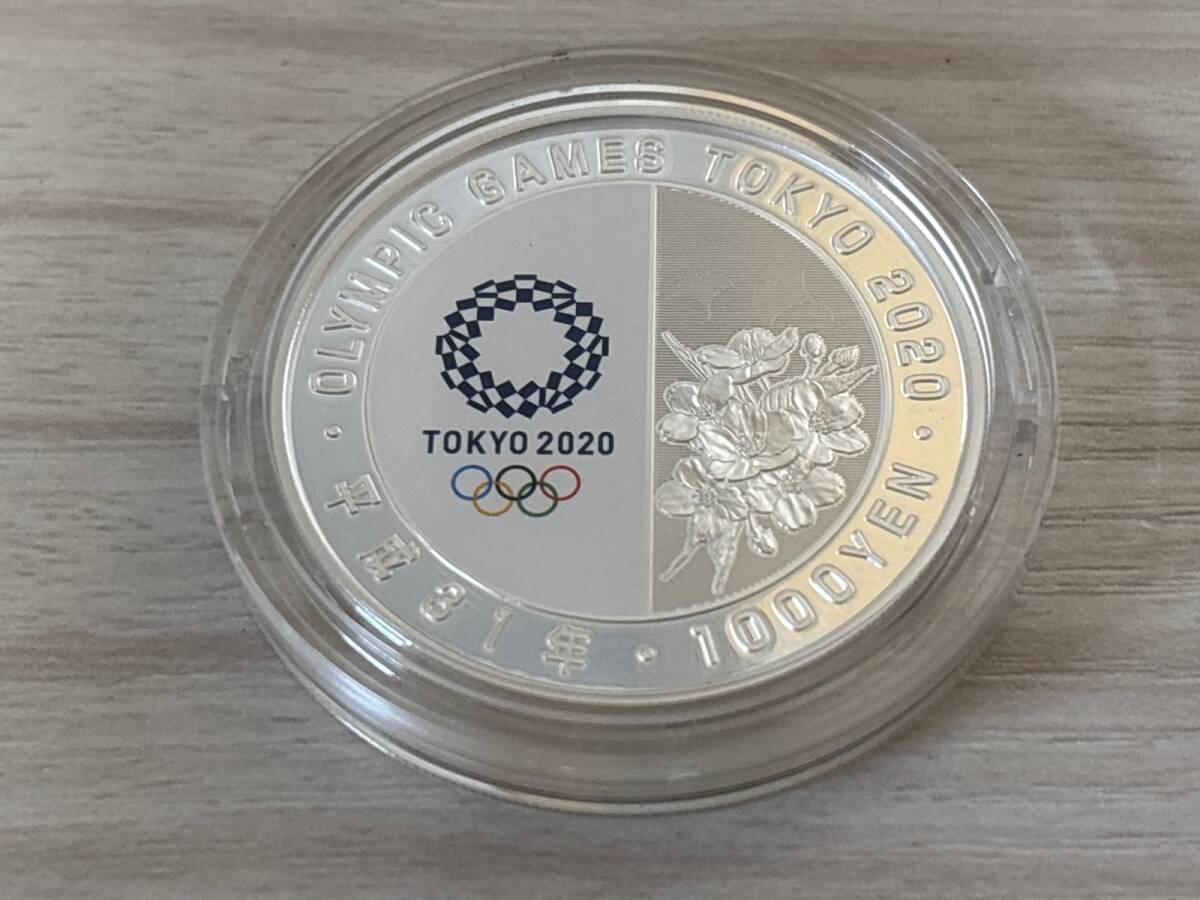 OLYMPIC GAMES TOKYO 2020
TOKYO 2020
平成31年・1000YEN